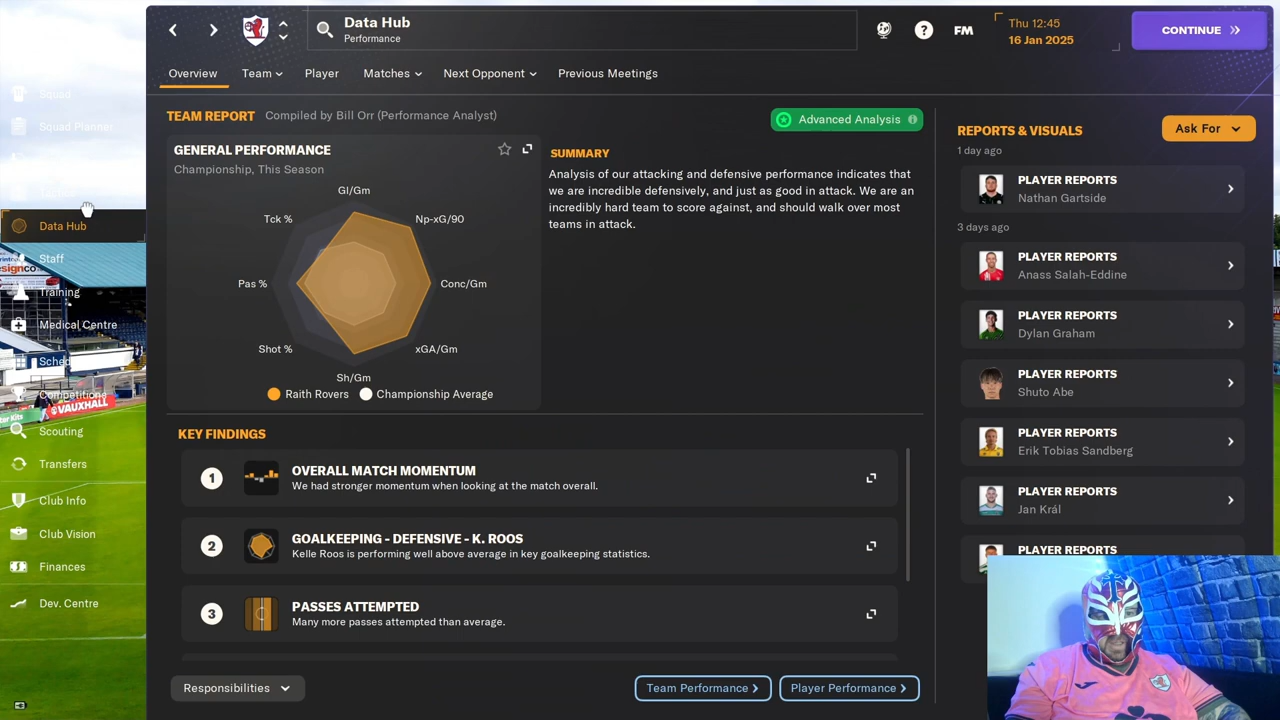 Data Hub
Performance
FM
Thu 12:45
16 Jan 2025
CONTINUE
Overview
Team
Player
Matches
Next Opponent
Previous Meetings
Squad
Squad Planner
Data Hub
Staff
Training
Medical Centre
Competitions
VAUXHALL
Scouting
Transfers
Club Info
Club Vision
Finances
Dev. Centre
TEAM REPORT Compiled by Bill Orr (Performance Analyst)
Advanced Analysis
GENERAL PERFORMANCE
Championship, This Season
Gl/Gm
Np-xG/90
Conc/Gm
xGA/Gm
Sh/Gm
Shot %
Pas %
Tck %
Raith Rovers
Championship Average
SUMMARY
Analysis of our attacking and defensive performance indicates that
we are incredible defensively, and just as good in attack. We are an
incredibly hard team to score against, and should walk over most
teams in attack.
KEY FINDINGS
1
OVERALL MATCH MOMENTUM
We had stronger momentum when looking at the match overall.
2
GOALKEEPING - DEFENSIVE - K. ROOS
Kelle Roos is performing well above average in key goalkeeping statistics.
3
PASSES ATTEMPTED
Many more passes attempted than average.
Responsibilities
Team Performance
Player Performance
REPORTS & VISUALS
Ask For
1 day ago
PLAYER REPORTS
Nathan Gartside
3 days ago
PLAYER REPORTS
Anass Salah-Eddine
PLAYER REPORTS
Dylan Graham
PLAYER REPORTS
Shuto Abe
PLAYER REPORTS
Erik Tobias Sandberg
PLAYER REPORTS
Jan Král
PLAYER REPORTS